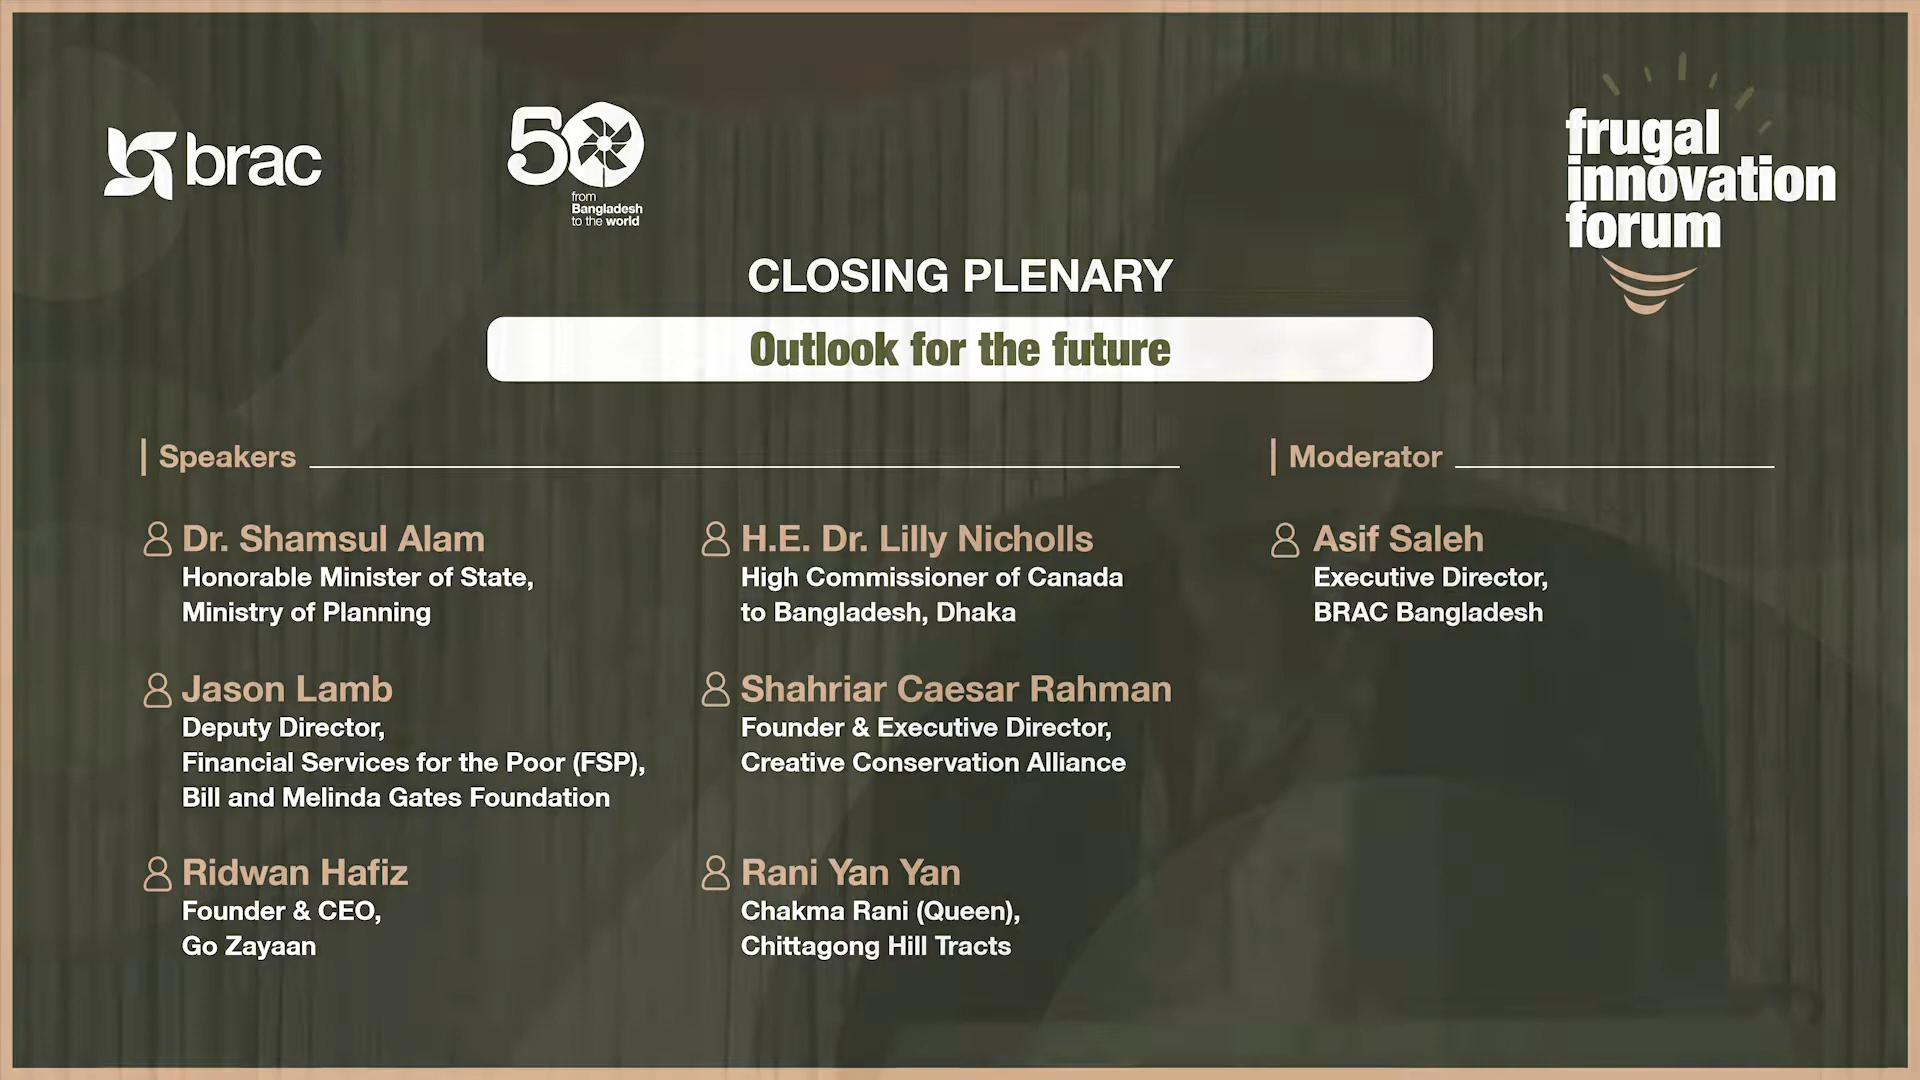 brac
50
from
Bangladesh
to the world
frugal
innovation
forum
CLOSING PLENARY
Outlook for the future
Speakers
Dr. Shamsul Alam
Honorable Minister of State,
Ministry of Planning
H.E. Dr. Lilly Nicholls
High Commissioner of Canada
to Bangladesh, Dhaka
Jason Lamb
Deputy Director,
Financial Services for the Poor (FSP),
Bill and Melinda Gates Foundation
Shahriar Caesar Rahman
Founder & Executive Director,
Creative Conservation Alliance
Ridwan Hafiz
Founder & CEO,
Go Zayaan
Rani Yan Yan
Chakma Rani (Queen),
Chittagong Hill Tracts
Moderator
Asif Saleh
Executive Director,
BRAC Bangladesh